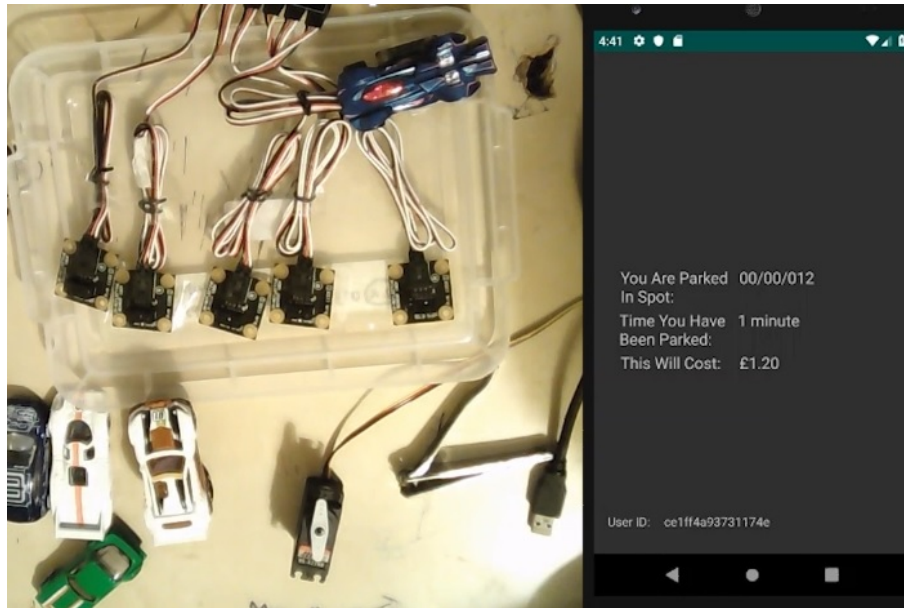 4:41
You Are Parked 00/00/012
In Spot:
Time You Have 1 minute
Been Parked:
This Will Cost: £1.20
User ID: ce1ff4a93731174e